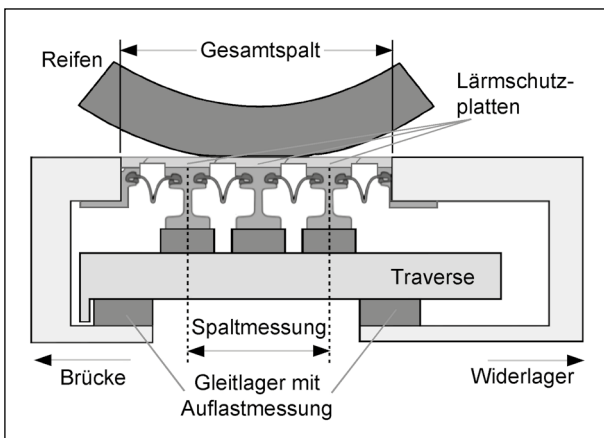 Gesamtspalt
Reifen
Lärmschutz-
platten
Traverse
Spaltmessung
Brücke
Gleitlager mit
Auflastmessung
Widerlager